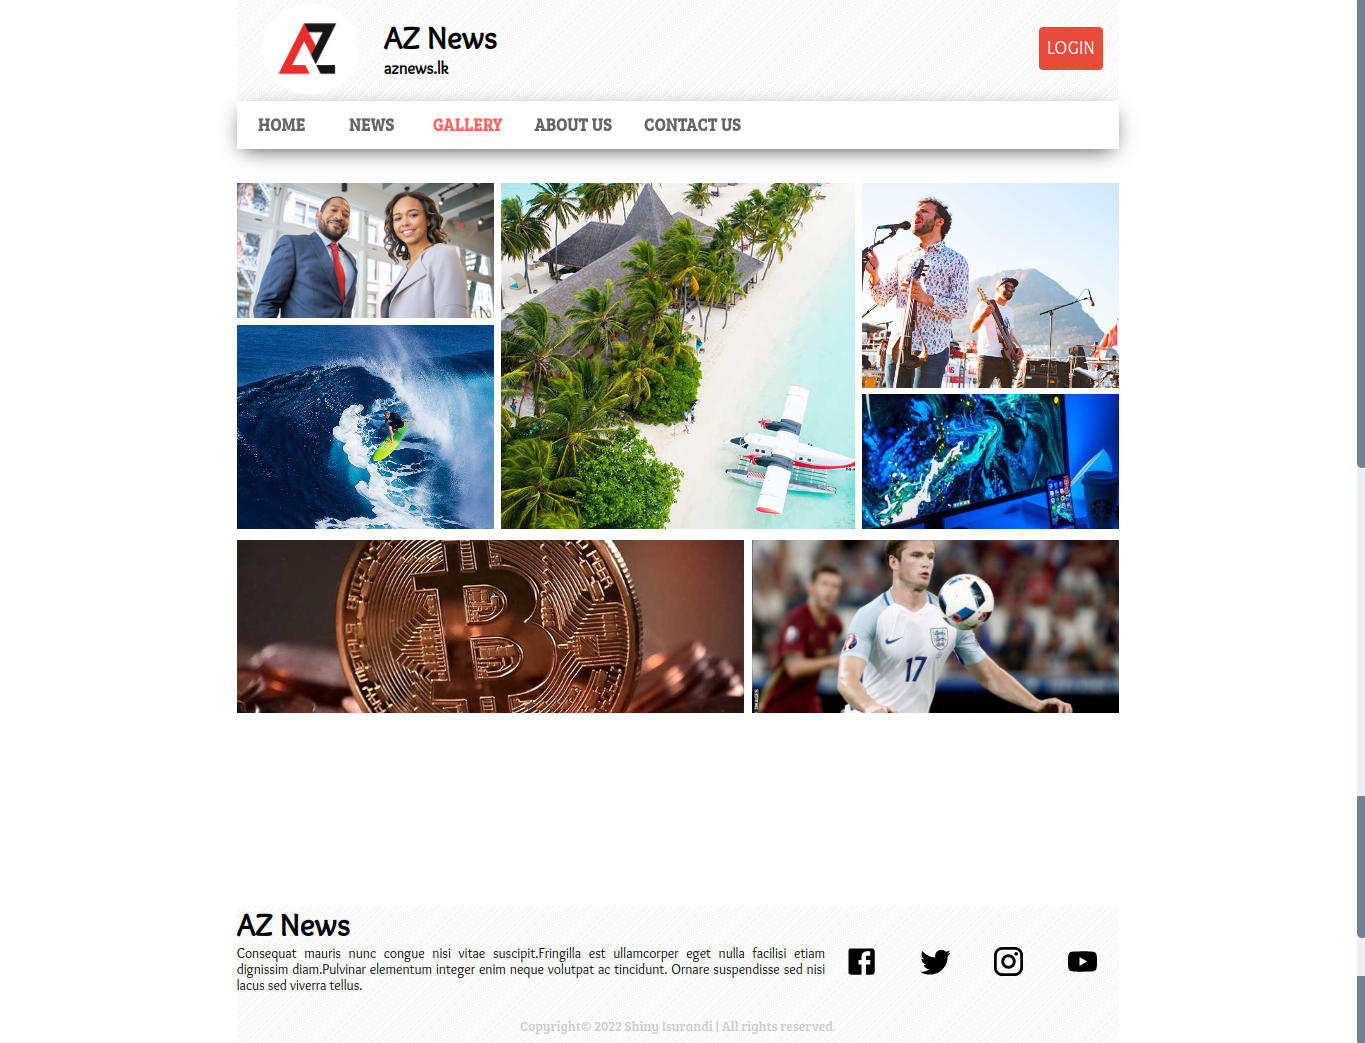 AZ
AZ News
aznews.lk
LOGIN
HOME NEWS GALLERY ABOUT US CONTACT US
17
AZ News
Consequat mauris nunc congue nisi vitae suscipit.Fringilla est ullamcorper eget nulla facilisi etiam
dignissim diam.Pulvinar elementum integer enim neque volutpat ac tincidunt. Ornare suspendisse sed nisi
lacus sed viverra tellus.
Copyright© 2022 Shiny Isurandi | All rights reserved.